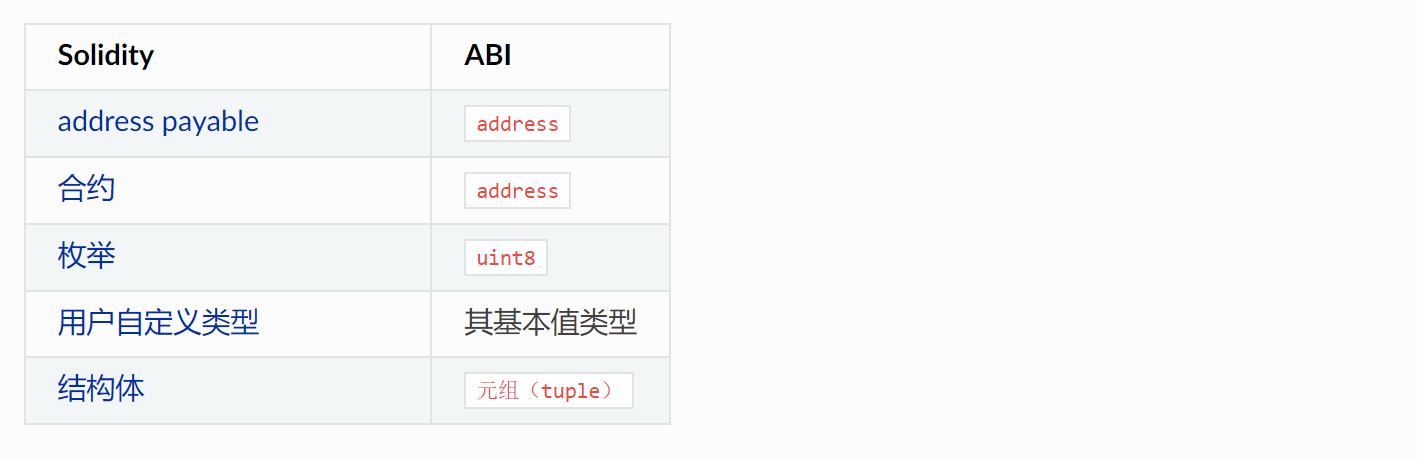 Solidity ABI
address payable address
合约 address
枚举 uint8
用户自定义类型 其基本值类型
结构体 元组（tuple）